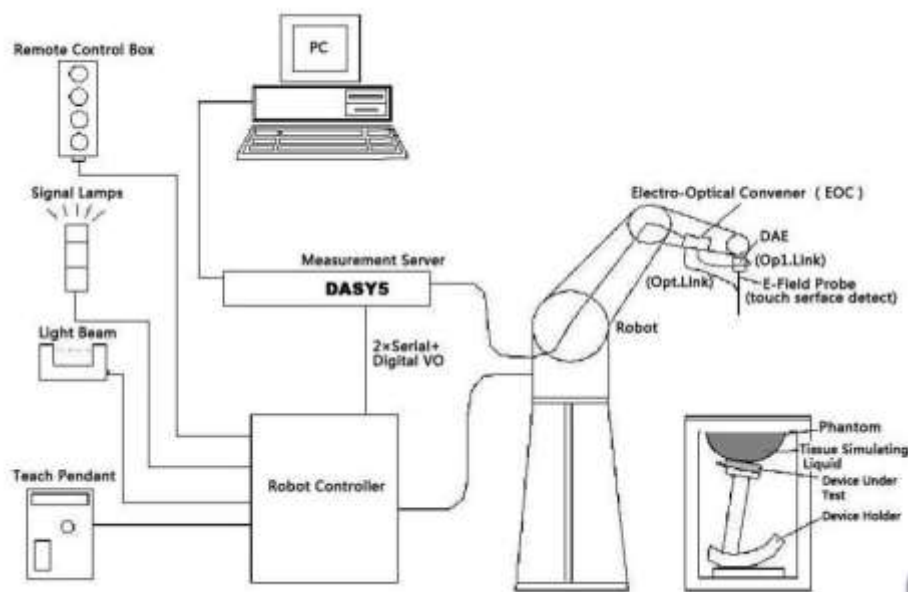 Remote Control Box
PC
Signal Lamps
Electro-Optical Convener （EOC）
DAE
(Op1.Link)
Measurement Server
DASY5
(Opt.Link)
E-Field Probe
(touch serface detect)
Light Beam
Robot
2×Serial+
Digital VO
Phantom
Tissue Simulating
Liquid
Teach Pendant
Robot Controller
Device Under
Test
Device Holder